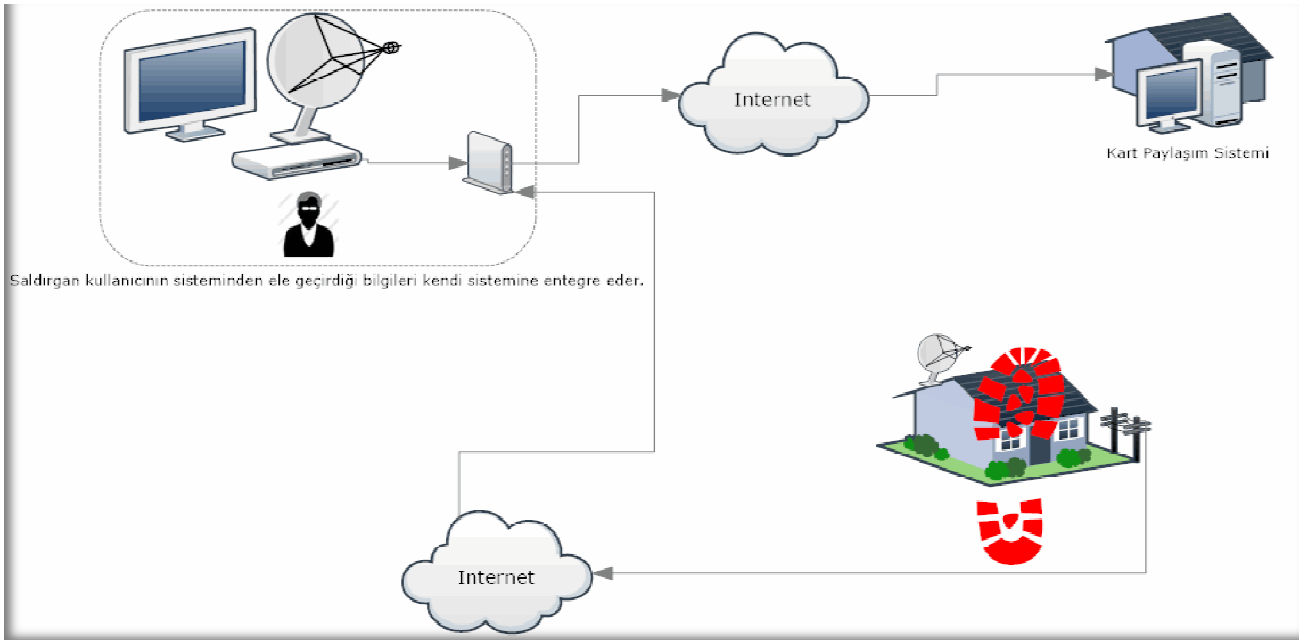 Internet
Kart Paylaşım Sistemi
Saldırgan kullanıcının sisteminden ele geçirdiği bilgileri kendi sistemine entegre eder.
Internet